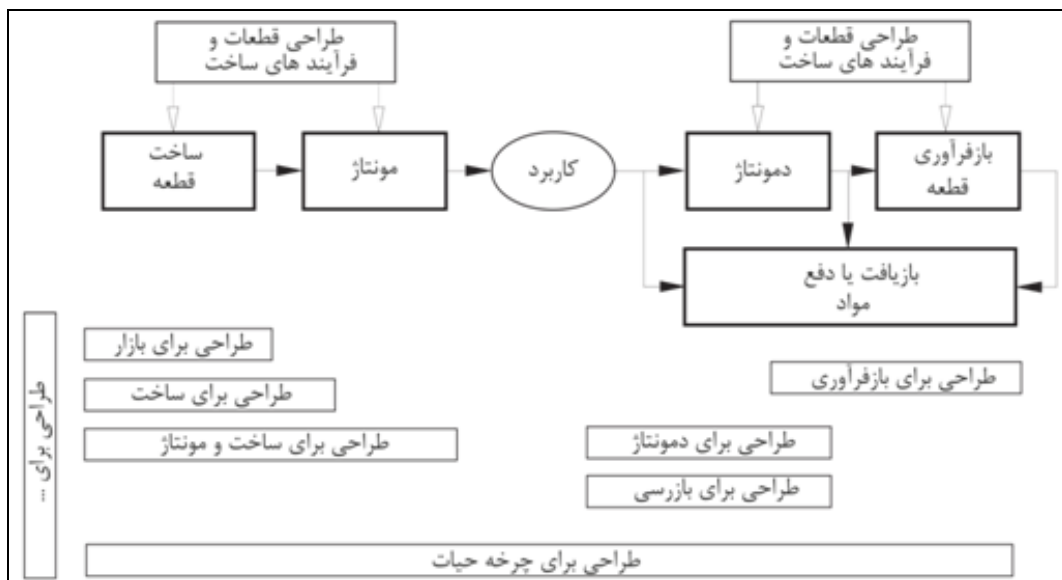 طراحی قطعات و
فرآیند های ساخت
طراحی قطعات و
فرآیند های ساخت
ساخت
قطعه
مونتاژ
کاربرد
دمونتاژ
بازفرآوری
قطعه
بازیافت یا دفع
مواد
طراحی برای ...
طراحی برای بازار
طراحی برای بازفرآوری
طراحی برای ساخت
طراحی برای ساخت و مونتاژ
طراحی برای دمونتاژ
طراحی برای بازرسی
طراحی برای چرخه حیات